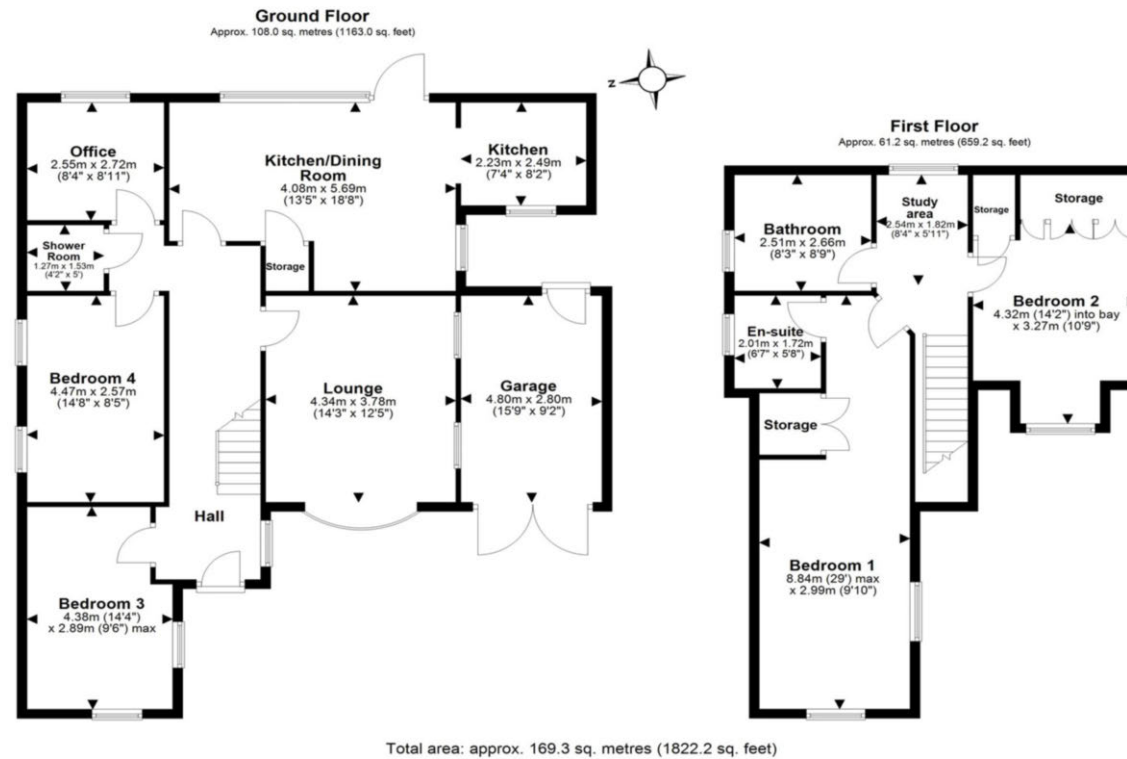 Ground Floor
Approx. 108.0 sq. metres (1163.0 sq. feet)
N
Office
2.55m x 2.72m
(8'4" x 8'11")
Kitchen/Dining
Room
4.08m x 5.69m
(13'5" x 18'8")
Kitchen
2.23m x 2.49m
(7'4" x 8'2")
Shower
Room
1.27m x 1.53m
(4'2" x 5')
Storage
Bedroom 4
4.47m x 2.57m
(14'8" x 8'5")
Lounge
4.34m x 3.78m
(14'3" x 12'5")
Garage
4.80m x 2.80m
(15'9" x 9'2")
Hall
Bedroom 3
4.38m (14'4")
x 2.89m (9'6") max
First Floor
Approx. 61.2 sq. metres (659.2 sq. feet)
Bathroom
2.51m x 2.66m
(8'3" x 8'9")
Study
area
2.54m x 1.82m
(8'4" x 5'11")
Storage
Storage
Bedroom 2
4.32m (14'2") into bay
x 3.27m (10'9")
En-suite
2.01m x 1.72m
(6'7" x 5'8")
Storage
Bedroom 1
8.84m (29') max
x 2.99m (9'10")
Total area: approx. 169.3 sq. metres (1822.2 sq. feet)